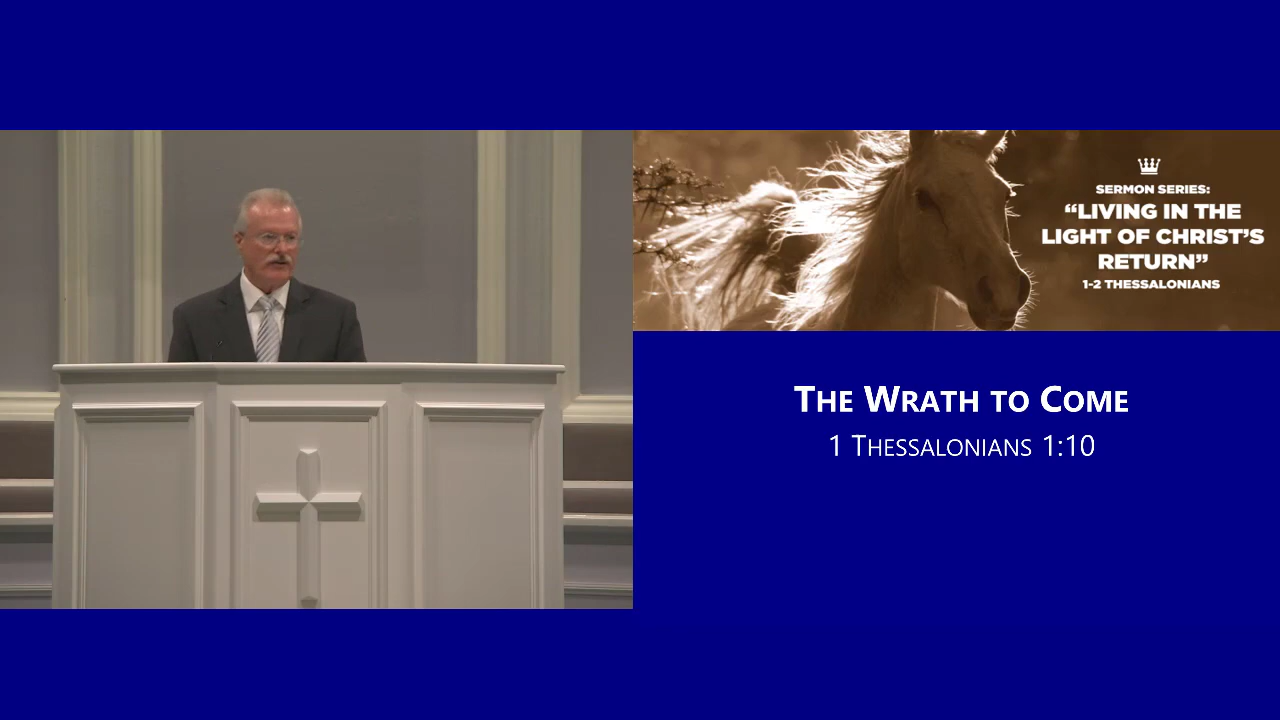 SERMON SERIES:
“LIVING IN THE
LIGHT OF CHRIST’S
RETURN”
1-2 THESSALONIANS
THE WRATH TO COME
1 THESSALONIANS 1:10